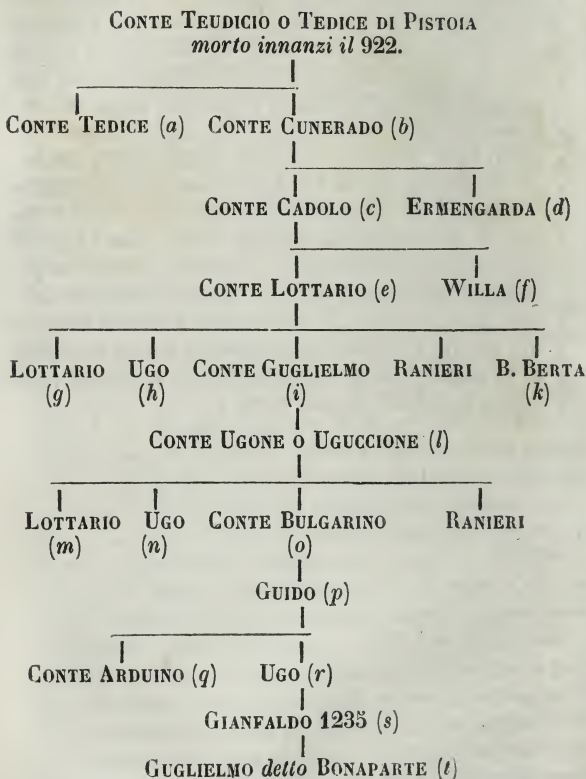 CONTE TEUDICIO O TEDICE DI PISTOIA
morto innanzi il 922.
CONTE TEDICE (a) CONTE CUNERADO (b)
CONTE CADOLO (c) ERMENGARDA (d)
CONTE LOTTARIO (e) WILLA (f)
LOTTARIO UGO CONTE GUGLIELMO RANIERI B. BERTA
(g) (h) (i) (k)
CONTE UGONE O UGUCCIONE (l)
LOTTARIO UGO CONTE BULGARINO RANIERI
(m) (n) (o)
GUIDO (p)
CONTE ARDUINO (q) UGO (r)
GIANFALDO 1235 (s)
GUGLIELMO detto BONAPARTE (t)